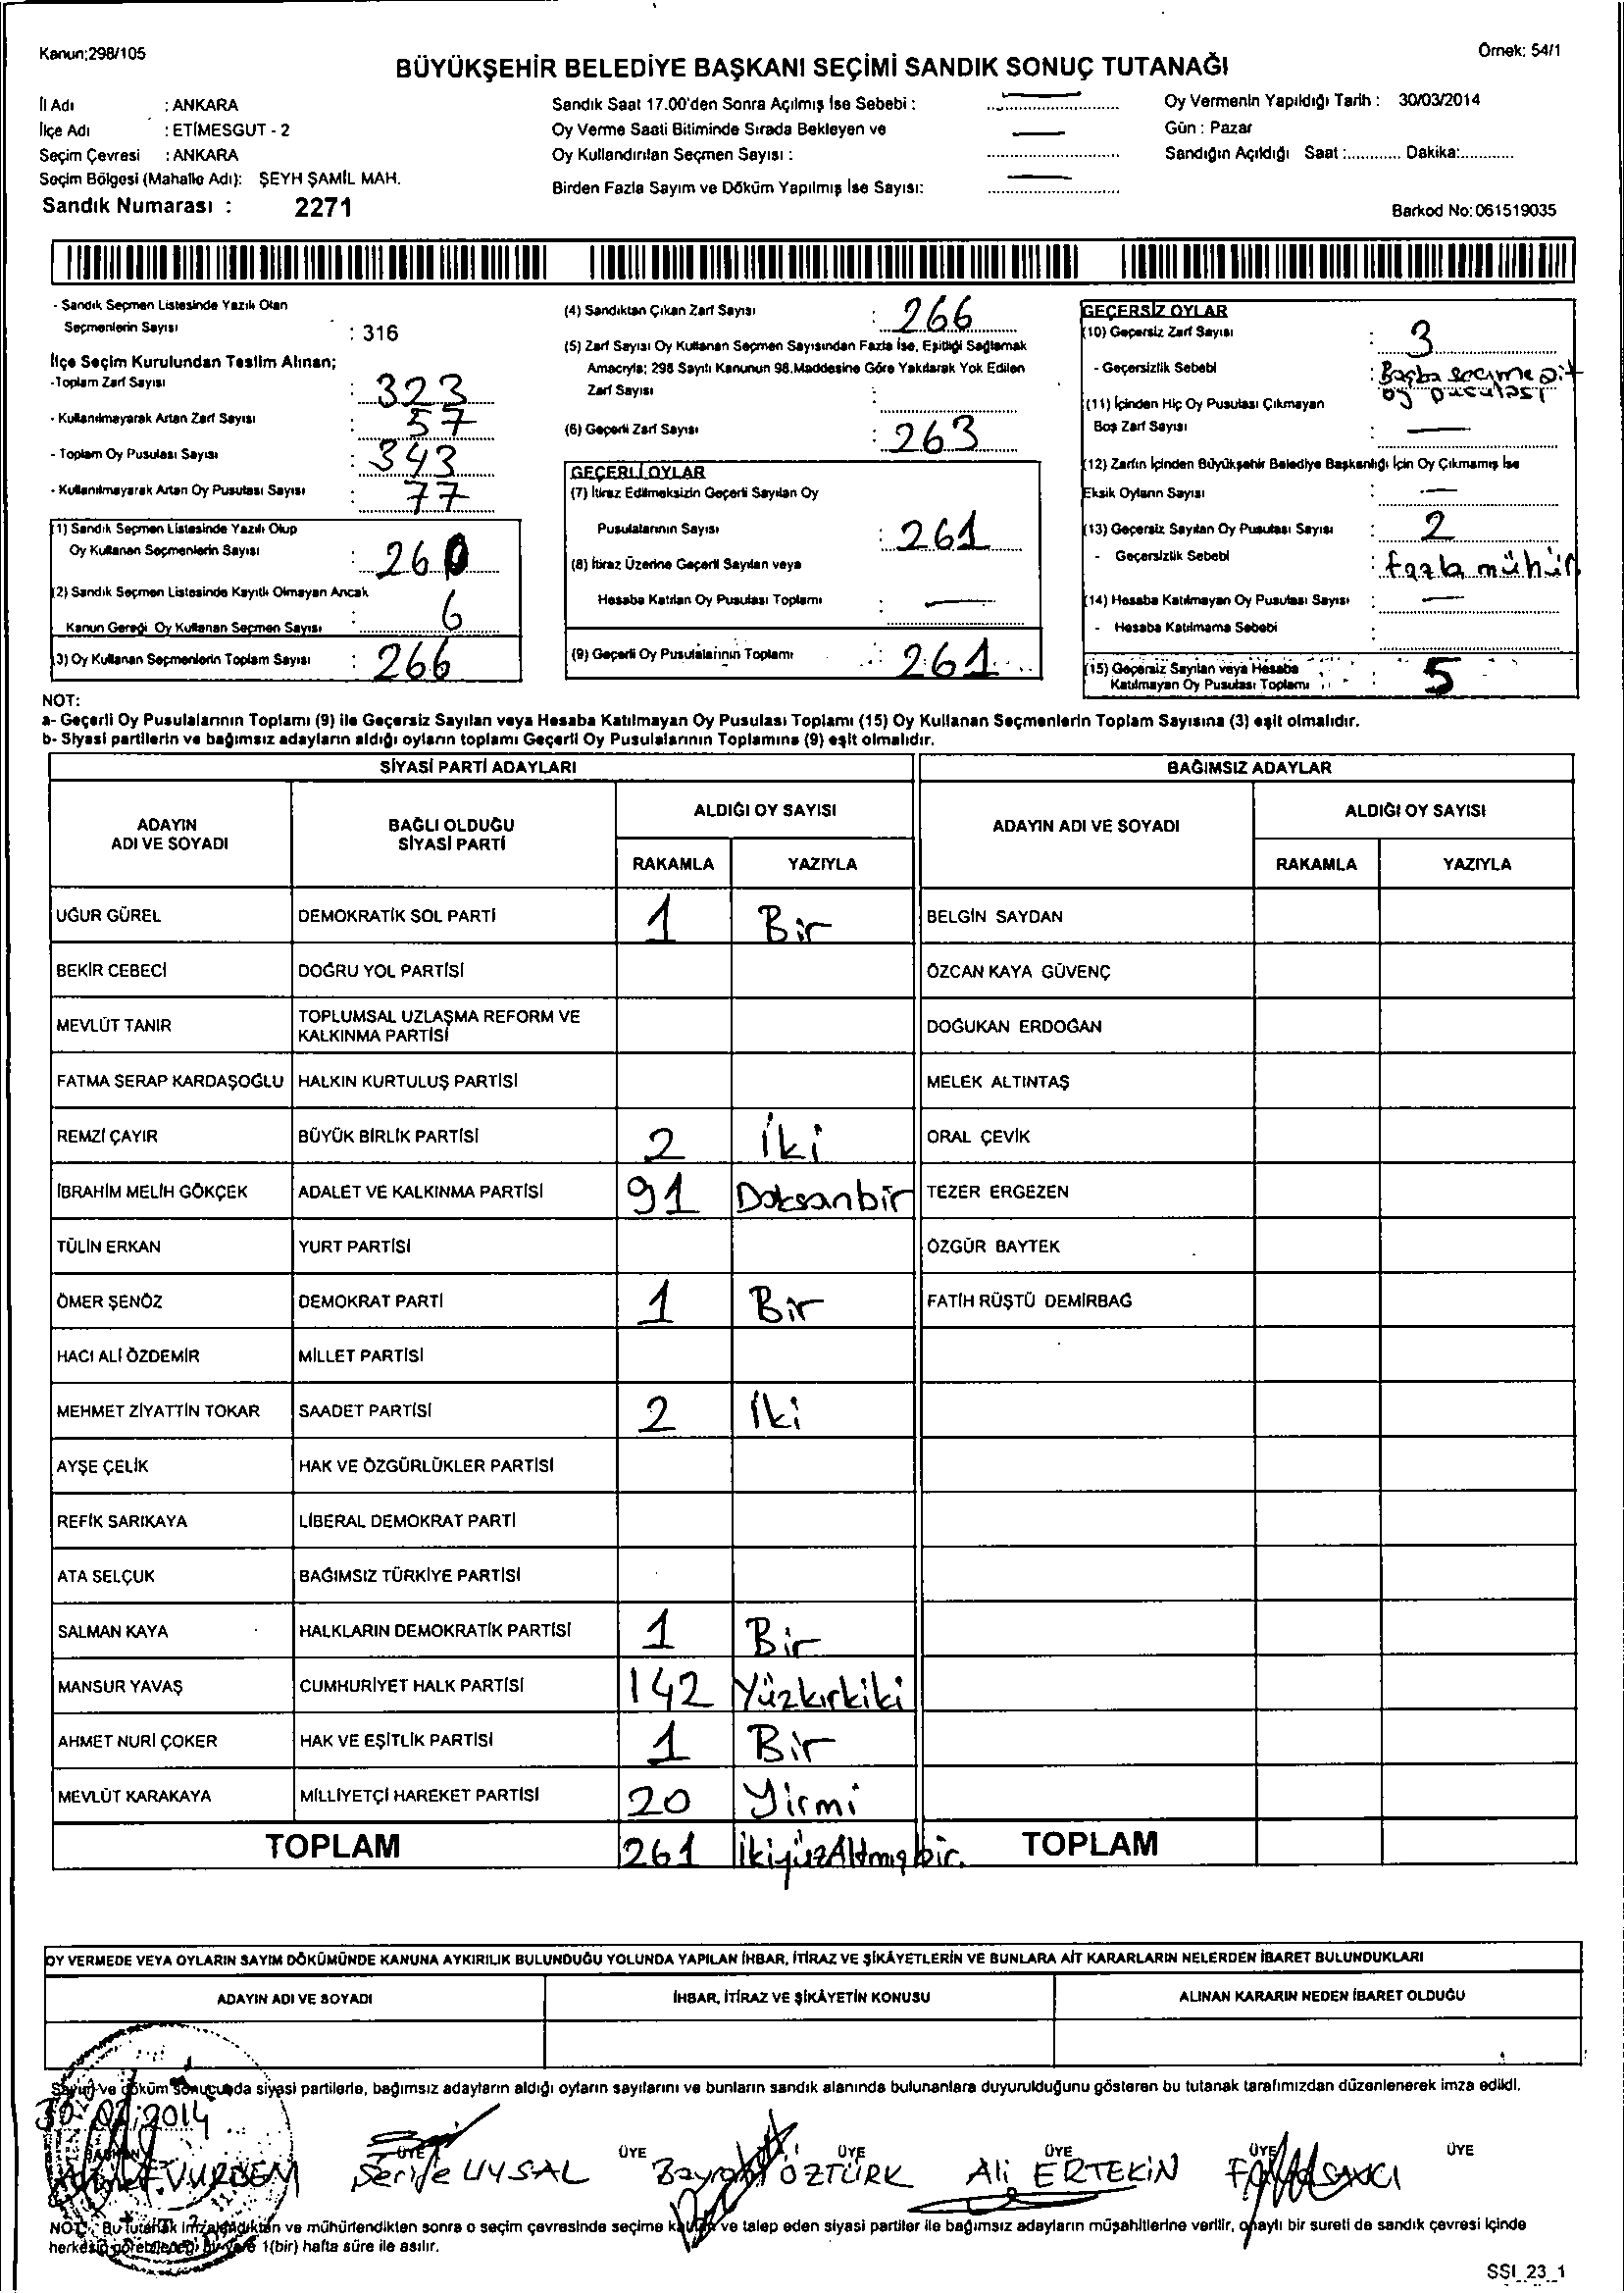 Kanun;298/105
Örnek: 54/1
BÜYÜKŞEHİR BELEDİYE BAŞKANI SEÇİMİ SANDIK SONUÇ TUTANAĞI
İl Adı : ANKARA
İlçe Adı : ETİMESGUT - 2
Seçim Çevresi : ANKARA
Seçim Bölgesi (Mahalle Adı): ŞEYH ŞAMİL MAH.
Sandık Numarası : 2271
Sandık Saat 17.00'den Sonra Açılmış İse Sebebi :
Oy Verme Saati Bitiminde Sırada Bekleyen ve
Oy Kullandırılan Seçmen Sayısı :
Birden Fazla Sayım ve Döküm Yapılmış İse Sayısı:
Oy Vermenin Yapıldığı Tarih : 30/03/2014
Gün : Pazar
Sandığın Açıldığı Saat :............ Dakika:............
Barkod No: 061519035
- Sandık Seçmen Listesinde Yazılı Olan
Seçmenlerin Sayısı : 316
İlçe Seçim Kurulundan Teslim Alınan;
-Toplam Zarf Sayısı : 323
- Kullanılmayarak Artan Zarf Sayısı : 57
- Toplam Oy Pusulası Sayısı : 343
- Kullanılmayarak Artan Oy Pusulası Sayısı : 77
(1) Sandık Seçmen Listesinde Yazılı Olup
Oy Kullanan Seçmenlerin Sayısı : 260
(2) Sandık Seçmen Listesinde Kayıtlı Olmayan Ancak
Kanun Gereği Oy Kullanan Seçmen Sayısı : 6
(3) Oy Kullanan Seçmenlerin Toplam Sayısı : 266
(4) Sandıktan Çıkan Zarf Sayısı : 266
(5) Zarf Sayısı Oy Kullanan Seçmen Sayısından Fazla İse, Eşitliği Sağlamak
Amacıyla; 298 Sayılı Kanunun 98.Maddesine Göre Yakılarak Yok Edilen
Zarf Sayısı :
(6) Geçerli Zarf Sayısı : 263
GEÇERLİ OYLAR
(7) İtiraz Edilmeksizin Geçerli Sayılan Oy
Pusulalarının Sayısı : 261
(8) İtiraz Üzerine Geçerli Sayılan veya
Hesaba Katılan Oy Pusulası Toplamı : —
(9) Geçerli Oy Pusulalarının Toplamı : 261
GEÇERSİZ OYLAR
(10) Geçersiz Zarf Sayısı : 3
- Geçersizlik Sebebi : Başba seçime ait
oy pusulası
(11) İçinden Hiç Oy Pusulası Çıkmayan
Boş Zarf Sayısı : —
(12) Zarfın İçinden Büyükşehir Belediye Başkanlığı İçin Oy Çıkmamış İse
Eksik Oyların Sayısı : —
(13) Geçersiz Sayılan Oy Pusulası Sayısı : 2
- Geçersizlik Sebebi : fazla mühür
(14) Hesaba Katılmayan Oy Pusulası Sayısı : —
- Hesaba Katılmama Sebebi :
(15) Geçersiz Sayılan veya Hesaba
Katılmayan Oy Pusulası Toplamı : 5
NOT:
a- Geçerli Oy Pusulalarının Toplamı (9) ile Geçersiz Sayılan veya Hesaba Katılmayan Oy Pusulası Toplamı (15) Oy Kullanan Seçmenlerin Toplam Sayısına (3) eşit olmalıdır.
b- Siyasi partilerin ve bağımsız adayların aldığı oyların toplamı Geçerli Oy Pusulalarının Toplamına (9) eşit olmalıdır.
SİYASİ PARTİ ADAYLARI
BAĞIMSIZ ADAYLAR
ADAYIN
ADI VE SOYADI
BAĞLI OLDUĞU
SİYASİ PARTİ
ALDIĞI OY SAYISI
RAKAMLA YAZIYLA
ADAYIN ADI VE SOYADI
ALDIĞI OY SAYISI
RAKAMLA YAZIYLA
UĞUR GÜREL DEMOKRATİK SOL PARTİ 1 Bir BELGİN SAYDAN
BEKİR CEBECİ DOĞRU YOL PARTİSİ ÖZCAN KAYA GÜVENÇ
MEVLÜT TANIR TOPLUMSAL UZLAŞMA REFORM VE
KALKINMA PARTİSİ DOĞUKAN ERDOĞAN
FATMA SERAP KARDAŞOĞLU HALKIN KURTULUŞ PARTİSİ MELEK ALTINTAŞ
REMZİ ÇAYIR BÜYÜK BİRLİK PARTİSİ 2 İki ORAL ÇEVİK
İBRAHİM MELİH GÖKÇEK ADALET VE KALKINMA PARTİSİ 91 Doksanbir TEZER ERGEZEN
TÜLİN ERKAN YURT PARTİSİ ÖZGÜR BAYTEK
ÖMER ŞENÖZ DEMOKRAT PARTİ 1 Bir FATİH RÜŞTÜ DEMİRBAĞ
HACI ALİ ÖZDEMİR MİLLET PARTİSİ
MEHMET ZİYATTİN TOKAR SAADET PARTİSİ 2 İki
AYŞE ÇELİK HAK VE ÖZGÜRLÜKLER PARTİSİ
REFİK SARIKAYA LİBERAL DEMOKRAT PARTİ
ATA SELÇUK BAĞIMSIZ TÜRKİYE PARTİSİ
SALMAN KAYA HALKLARIN DEMOKRATİK PARTİSİ 1 Bir
MANSUR YAVAŞ CUMHURİYET HALK PARTİSİ 142 Yüzkırkiki
AHMET NURİ ÇOKER HAK VE EŞİTLİK PARTİSİ 1 Bir
MEVLÜT KARAKAYA MİLLİYETÇİ HAREKET PARTİSİ 20 Yirmi
TOPLAM 261 İkiyüzAltmışbir. TOPLAM
OY VERMEDE VEYA OYLARIN SAYIM DÖKÜMÜNDE KANUNA AYKIRILIK BULUNDUĞU YOLUNDA YAPILAN İHBAR, İTİRAZ VE ŞİKÂYETLERİN VE BUNLARA AİT KARARLARIN NELERDEN İBARET BULUNDUKLARI
ADAYIN ADI VE SOYADI İHBAR, İTİRAZ VE ŞİKÂYETİN KONUSU ALINAN KARARIN NEDEN İBARET OLDUĞU
Sayım ve döküm sonucunda siyasi partilerle, bağımsız adayların aldığı oyların sayılarını ve bunların sandık alanında bulunanlara duyurulduğunu gösteren bu tutanak tarafımızdan düzenlenerek imza edildi.
30.03.2014
BAŞKAN ÜYE ÜYE ÜYE ÜYE ÜYE ÜYE
Şerife UYSAL ÖZTÜRK Ali ERTEKİN
NOT: Bu tutanak imzalandıktan ve mühürlendikten sonra o seçim çevresinde seçime katılan ve talep eden siyasi partiler ile bağımsız adayların müşahitlerine verilir, onaylı bir sureti de sandık çevresi içinde
herkesin görebileceği bir yere 1(bir) hafta süre ile asılır.
SSI_23_1